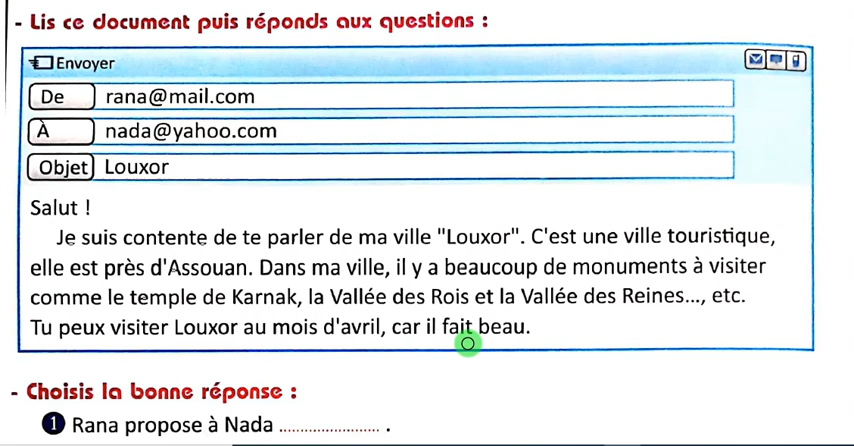 - Lis ce document puis réponds aux questions :
Envoyer
De rana@mail.com
À nada@yahoo.com
Objet Louxor
Salut !
Je suis contente de te parler de ma ville "Louxor". C'est une ville touristique,
elle est près d'Assouan. Dans ma ville, il y a beaucoup de monuments à visiter
comme le temple de Karnak, la Vallée des Rois et la Vallée des Reines..., etc.
Tu peux visiter Louxor au mois d'avril, car il fait beau.
- Choisis la bonne réponse :
1 Rana propose à Nada ........................ .